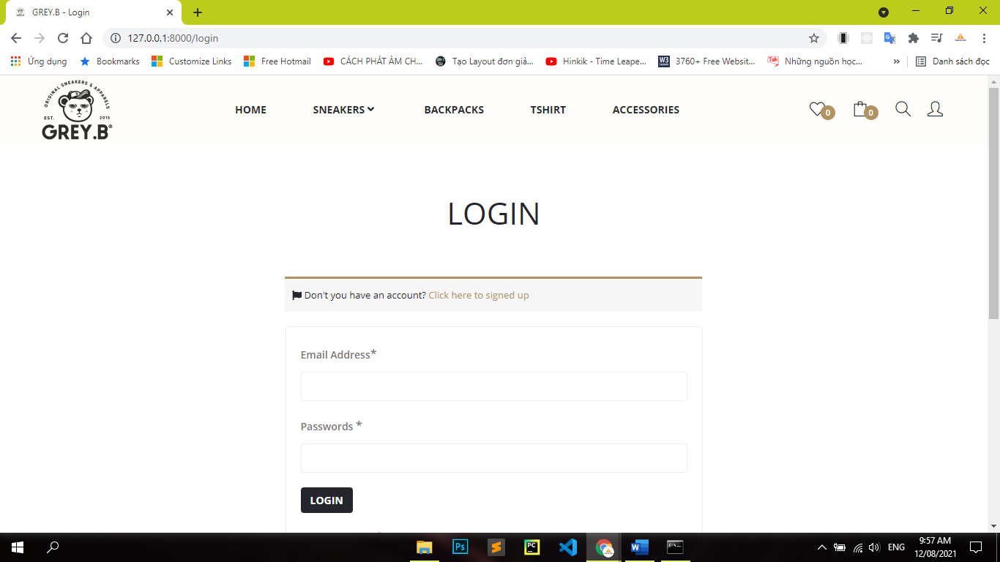 GREY.B - Login
127.0.0.1:8000/login
Ứng dụng
Bookmarks
Customize Links
Free Hotmail
CÁCH PHÁT ÂM CH...
Tạo Layout đơn giả...
Hinkik - Time Leape...
W3
3760+ Free Websit...
Những nguồn học...
»
Danh sách đọc
ORIGINAL SNEAKERS & APPARELS
EST. 2015
GREY.B®
HOME
SNEAKERS
BACKPACKS
TSHIRT
ACCESSORIES
0
0
LOGIN
Don't you have an account? Click here to signed up
Email Address*
Passwords *
LOGIN
Ps
PC
ENG
9:57 AM
12/08/2021